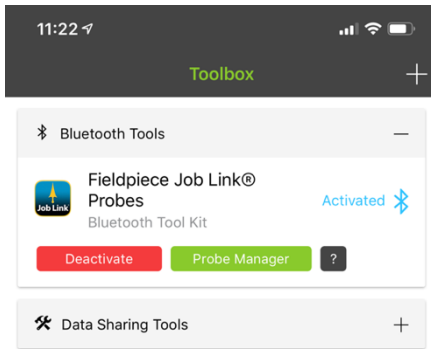 11:22
Toolbox
Bluetooth Tools
Fieldpiece Job Link®
Probes
Activated
Job Link
Bluetooth Tool Kit
Deactivate
Probe Manager
?
Data Sharing Tools